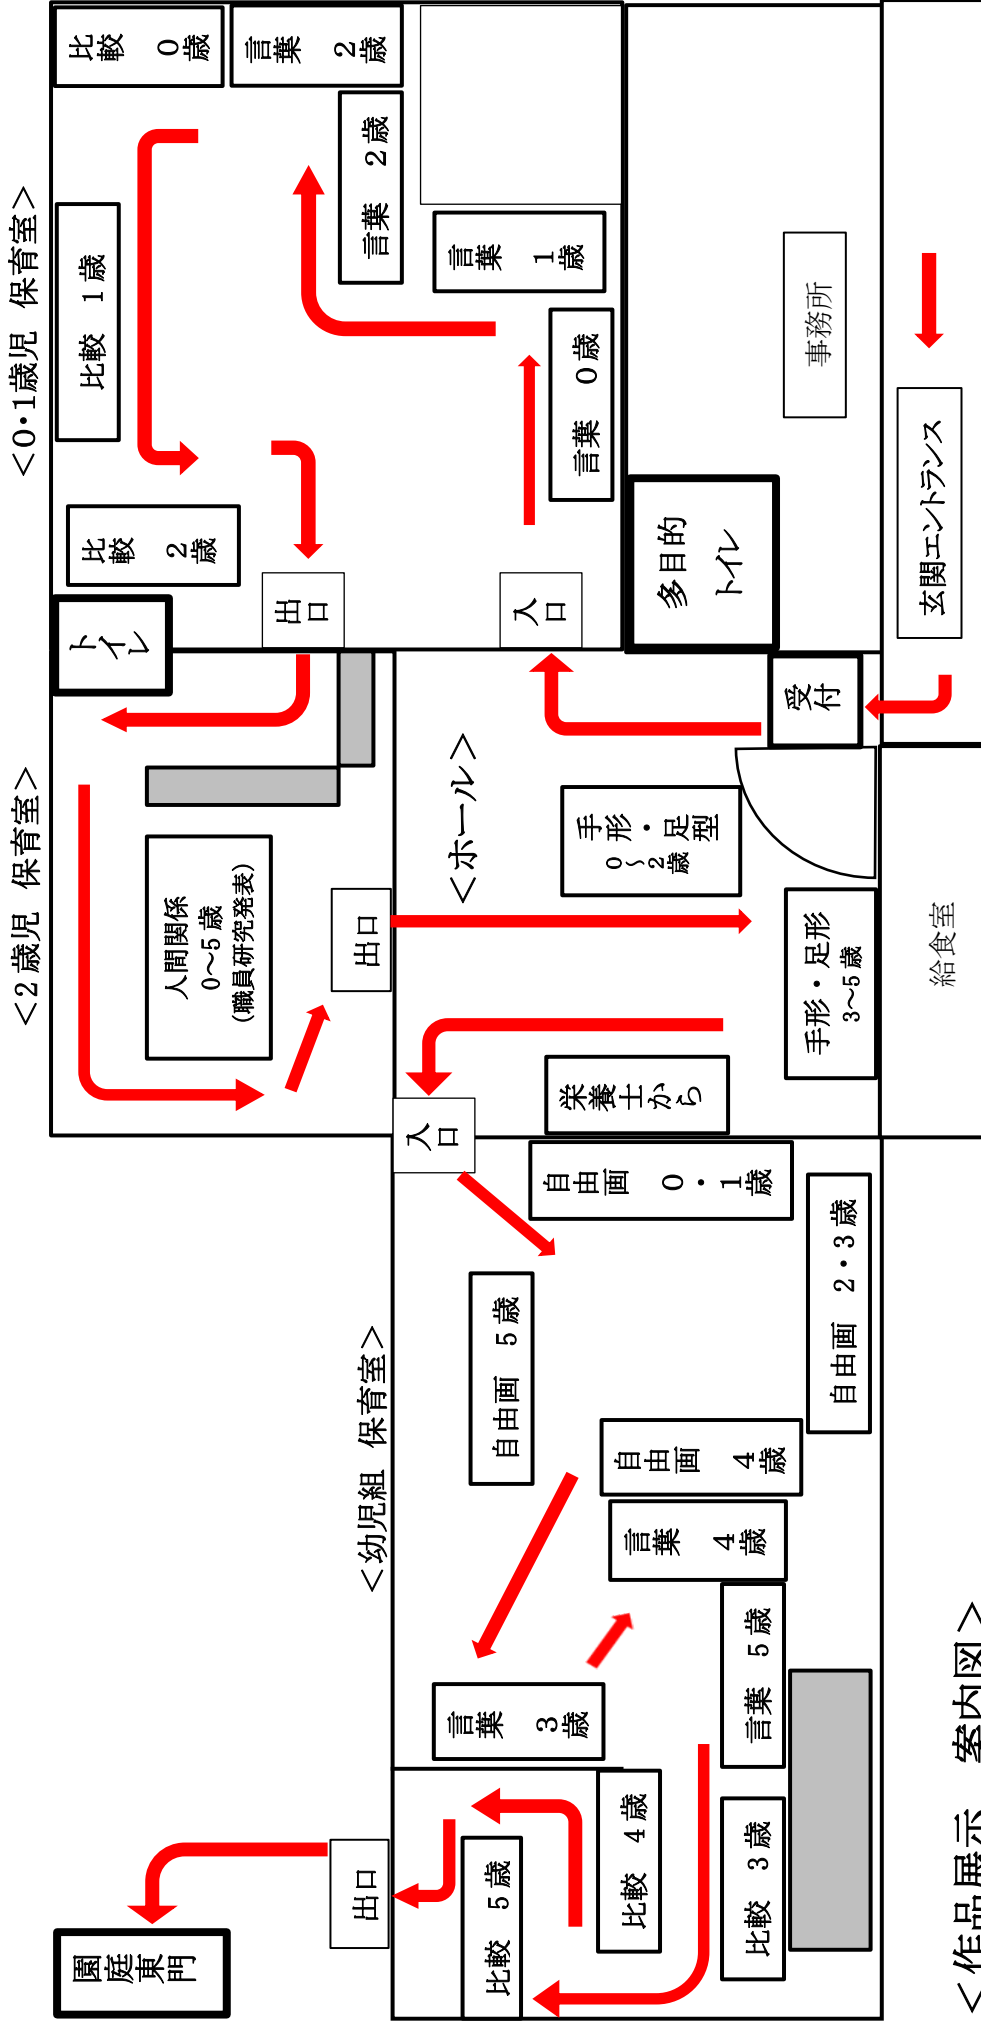 ＜作品展示　案内図＞
園庭東門
出口
比較　5歳
比較　4歳
比較　3歳
言葉　3歳
言葉　5歳
言葉　4歳
＜幼児組　保育室＞
自由画　5歳
自由画　4歳
自由画　2・3歳
自由画　0・1歳
入口
＜2歳児　保育室＞
人間関係
0～5歳
（職員研究発表）
出口
トイレ
＜ホール＞
栄養士から
手形・足形
3～5歳
手形・足型
0～2歳
給食室
受付
＜0・1歳児　保育室＞
比較　2歳
比較　1歳
比較　0歳
言葉　2歳
言葉　2歳
言葉　1歳
言葉　0歳
出口
入口
多目的
トイレ
事務所
玄関エントランス